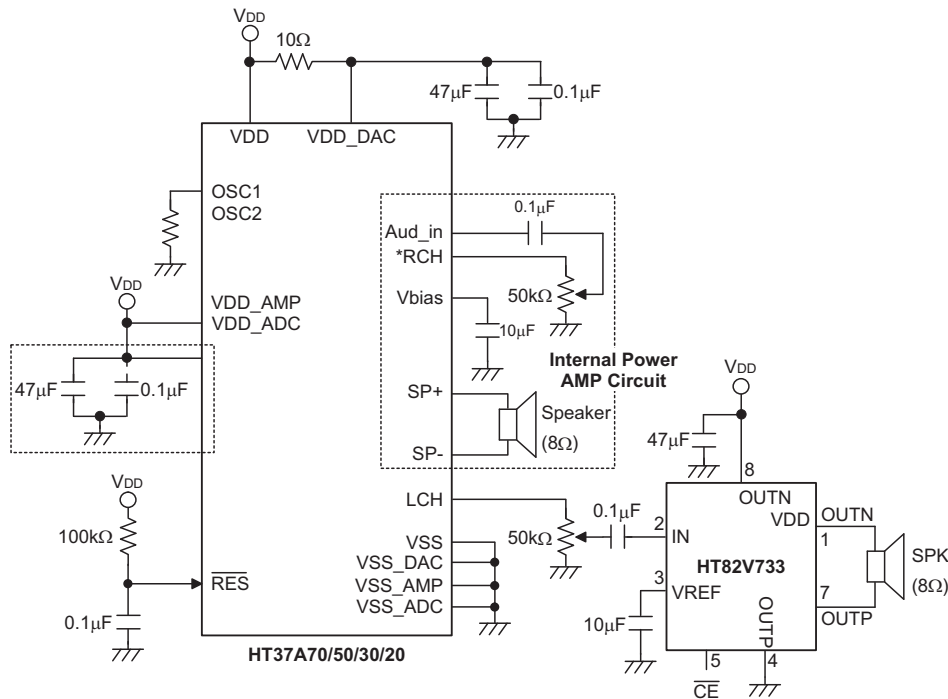 VDD
10Ω
47μF
0.1μF
VDD
VDD_DAC
OSC1
OSC2
0.1μF
Aud_in
*RCH
50kΩ
Vbias
10μF
VDD
VDD_AMP
VDD_ADC
47μF
0.1μF
Internal Power
AMP Circuit
SP+
Speaker
(8Ω)
SP-
VDD
47μF
8
VDD
100kΩ
RES
0.1μF
LCH
50kΩ
0.1μF
VSS
VSS_DAC
VSS_AMP
VSS_ADC
HT37A70/50/30/20
OUTN
VDD
2
IN
HT82V733
3
VREF
10μF
OUTP
5
CE
4
1
OUTN
7
OUTP
SPK
(8Ω)